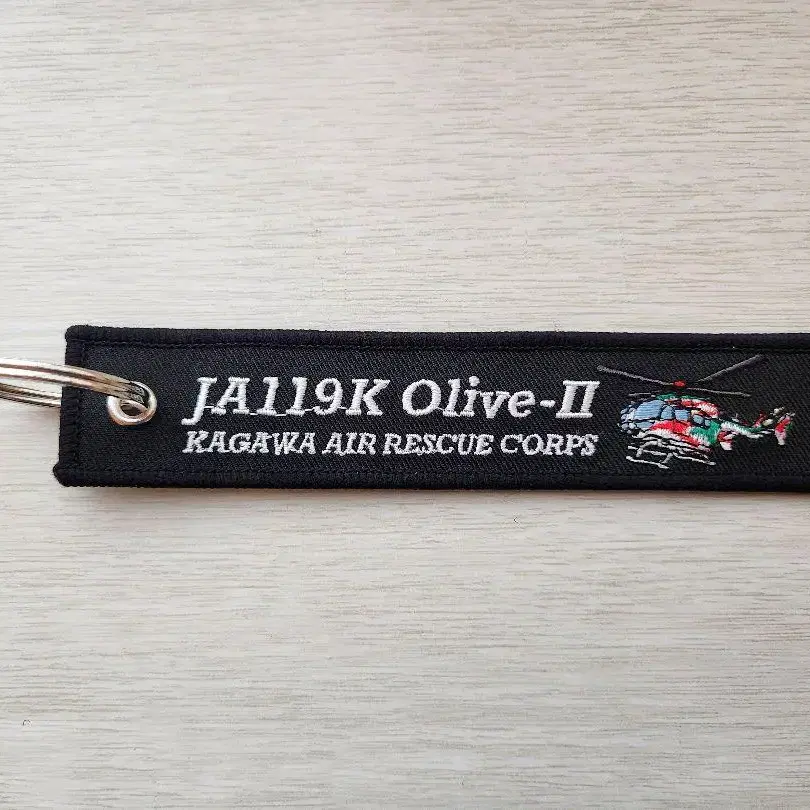 JA119K Olive-II
KAGAWA AIR RESCUE CORPS